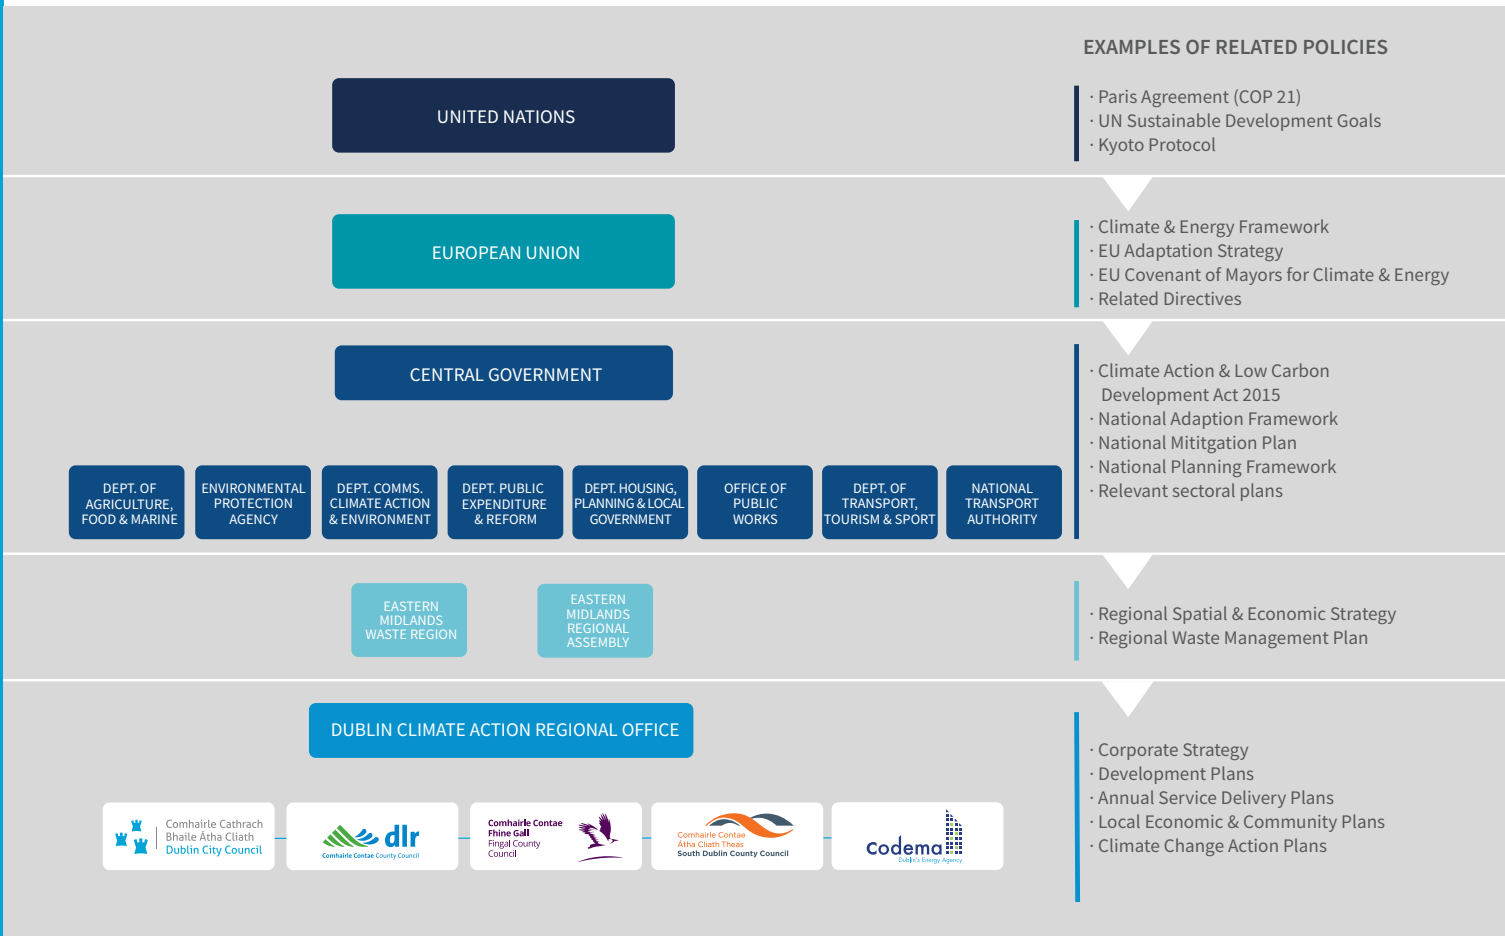 EXAMPLES OF RELATED POLICIES
UNITED NATIONS
· Paris Agreement (COP 21)
· UN Sustainable Development Goals
· Kyoto Protocol
EUROPEAN UNION
· Climate & Energy Framework
· EU Adaptation Strategy
· EU Covenant of Mayors for Climate & Energy
· Related Directives
CENTRAL GOVERNMENT
· Climate Action & Low Carbon
Development Act 2015
· National Adaption Framework
· National Mititgation Plan
· National Planning Framework
· Relevant sectoral plans
DEPT. OF
AGRICULTURE,
FOOD & MARINE
ENVIRONMENTAL
PROTECTION
AGENCY
DEPT. COMMS.
CLIMATE ACTION
& ENVIRONMENT
DEPT. PUBLIC
EXPENDITURE
& REFORM
DEPT. HOUSING,
PLANNING & LOCAL
GOVERNMENT
OFFICE OF
PUBLIC
WORKS
DEPT. OF
TRANSPORT,
TOURISM & SPORT
NATIONAL
TRANSPORT
AUTHORITY
EASTERN
MIDLANDS
WASTE REGION
EASTERN
MIDLANDS
REGIONAL
ASSEMBLY
· Regional Spatial & Economic Strategy
· Regional Waste Management Plan
DUBLIN CLIMATE ACTION REGIONAL OFFICE
· Corporate Strategy
· Development Plans
· Annual Service Delivery Plans
· Local Economic & Community Plans
· Climate Change Action Plans
Comhairle Cathrach
Bhaile Átha Cliath
Dublin City Council
dlr
Comhairle Contae County Council
Comhairle Contae
Fhine Gall
Fingal County
Council
Comhairle Contae
Átha Cliath Theas
South Dublin County Council
codema
Dublin's Energy Agency